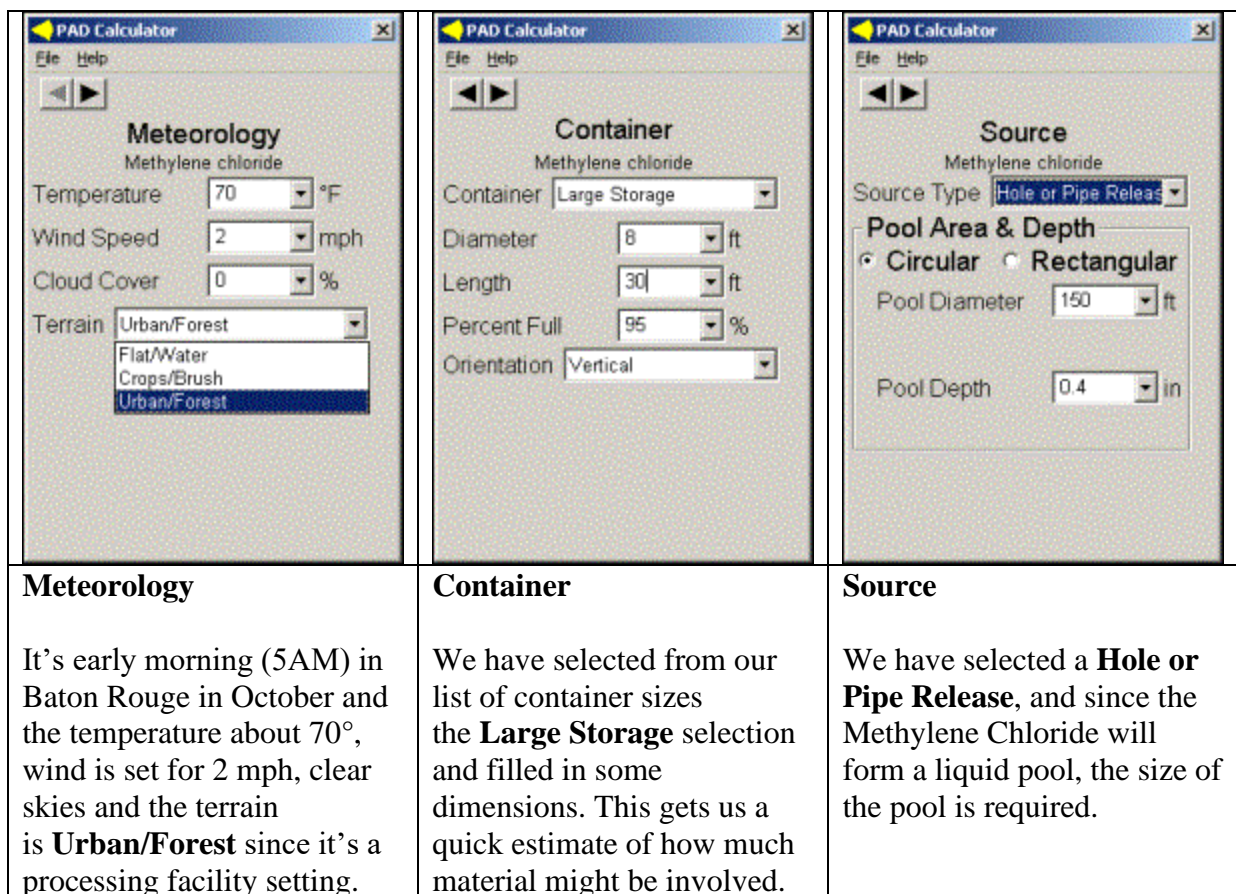 PAD Calculator
File Help
Meteorology
Methylene chloride
Temperature 70 °F
Wind Speed 2 mph
Cloud Cover 0 %
Terrain Urban/Forest
Flat/Water
Crops/Brush
Urban/Forest
PAD Calculator
File Help
Container
Methylene chloride
Container Large Storage
Diameter 8 ft
Length 30 ft
Percent Full 95 %
Orientation Vertical
PAD Calculator
File Help
Source
Methylene chloride
Source Type Hole or Pipe Releas
Pool Area & Depth
Circular Rectangular
Pool Diameter 150 ft
Pool Depth 0.4 in
Meteorology
It's early morning (5AM) in
Baton Rouge in October and
the temperature about 70°,
wind is set for 2 mph, clear
skies and the terrain
is Urban/Forest since it's a
processing facility setting.
Container
We have selected from our
list of container sizes
the Large Storage selection
and filled in some
dimensions. This gets us a
quick estimate of how much
material might be involved.
Source
We have selected a Hole or
Pipe Release, and since the
Methylene Chloride will
form a liquid pool, the size of
the pool is required.